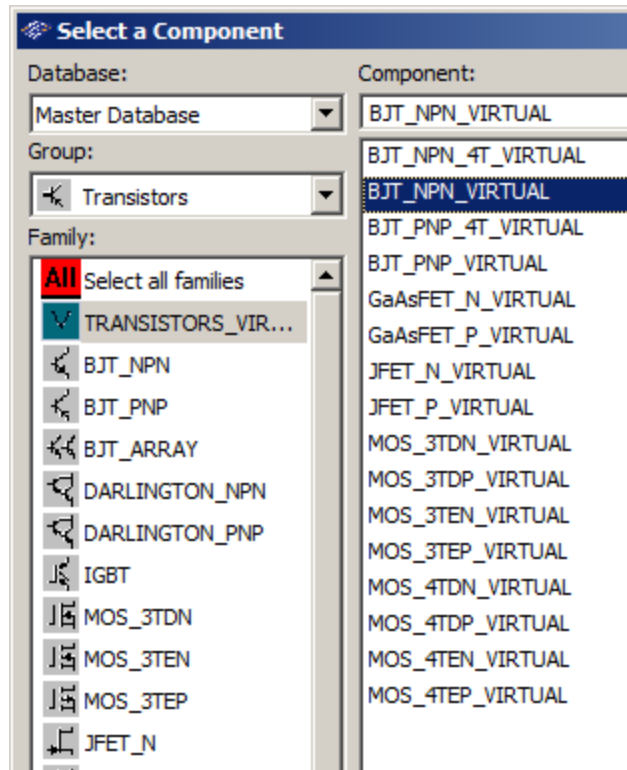 Select a Component
Database:
Master Database
Group:
Transistors
Family:
All Select all families
TRANSISTORS_VIR...
BJT_NPN
BJT_PNP
BJT_ARRAY
DARLINGTON_NPN
DARLINGTON_PNP
IGBT
MOS_3TDN
MOS_3TEN
MOS_3TEP
JFET_N
Component:
BJT_NPN_VIRTUAL
BJT_NPN_4T_VIRTUAL
BJT_NPN_VIRTUAL
BJT_PNP_4T_VIRTUAL
BJT_PNP_VIRTUAL
GaAsFET_N_VIRTUAL
GaAsFET_P_VIRTUAL
JFET_N_VIRTUAL
JFET_P_VIRTUAL
MOS_3TDN_VIRTUAL
MOS_3TDP_VIRTUAL
MOS_3TEN_VIRTUAL
MOS_3TEP_VIRTUAL
MOS_4TDN_VIRTUAL
MOS_4TDP_VIRTUAL
MOS_4TEN_VIRTUAL
MOS_4TEP_VIRTUAL